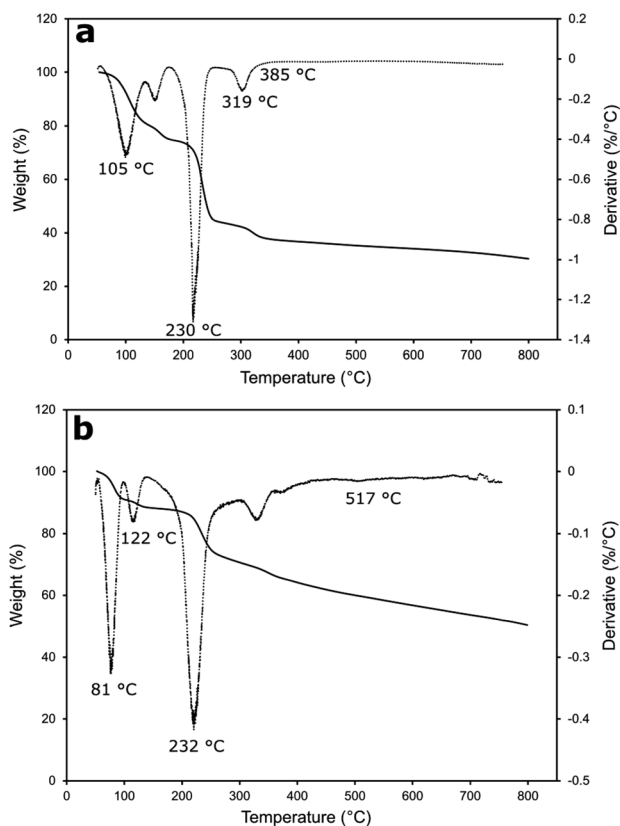 a
120
100
80
60
40
20
0
Weight (%)
0.2
0
-0.2
-0.4
-0.6
-0.8
-1
-1.2
-1.4
Derivative (%/°C)
385 °C
319 °C
105 °C
230 °C
0 100 200 300 400 500 600 700 800
Temperature (°C)
b
120
100
80
60
40
20
0
Weight (%)
0.1
0
-0.1
-0.2
-0.3
-0.4
-0.5
Derivative (%/°C)
517 °C
122 °C
81 °C
232 °C
0 100 200 300 400 500 600 700 800
Temperature (°C)